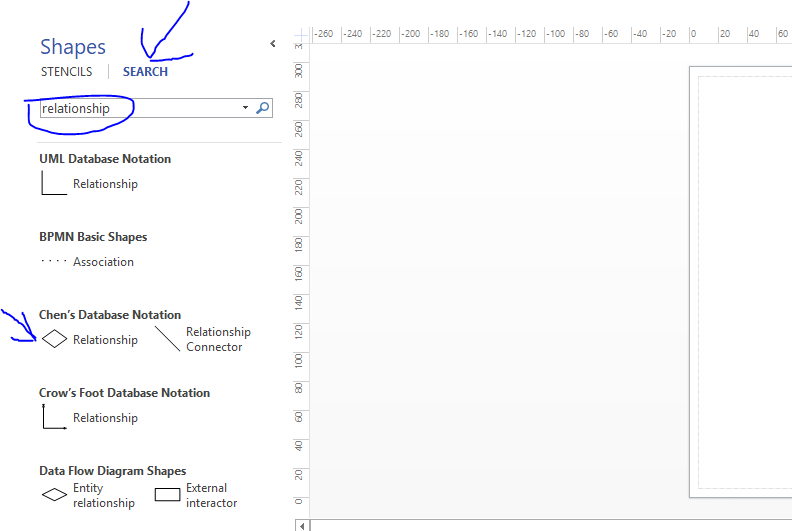 Shapes
STENCILS SEARCH
relationship
UML Database Notation
Relationship
BPMN Basic Shapes
Association
Chen's Database Notation
Relationship
Relationship
Connector
Crow's Foot Database Notation
Relationship
Data Flow Diagram Shapes
Entity
relationship
External
interactor
-260 -240 -220 -200 -180 -160 -140 -120 -100 -80 -60 -40 -20 0 20 40 60
300
280
260
240
220
200
180
160
140
120
100
80
60
40
20
0